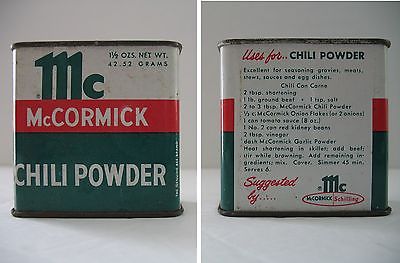 1½ OZS. NET WT.
42.52 GRAMS
Mc
McCORMICK
CHILI POWDER
Uses for.. CHILI POWDER
Excellent for seasoning gravies, meats,
stews, sauces and egg dishes.
Chili Con Carne
2 tbsp. shortening
1 lb. ground beef • 1 tsp. salt
2 to 3 tbsp. McCormick Chili Powder
⅓ c. McCormick Onion Flakes (or 2 onions)
1 can tomato sauce (8 oz.)
1 No. 2 can red kidney beans
2 tbsp. vinegar
dash McCormick Garlic Powder
Heat shortening in skillet; add beef;
stir while browning. Add remaining in-
gredients; mix. Cover. Simmer 45 min.
Serves 6.
Suggested
by
Mc
McCORMICK
Schilling